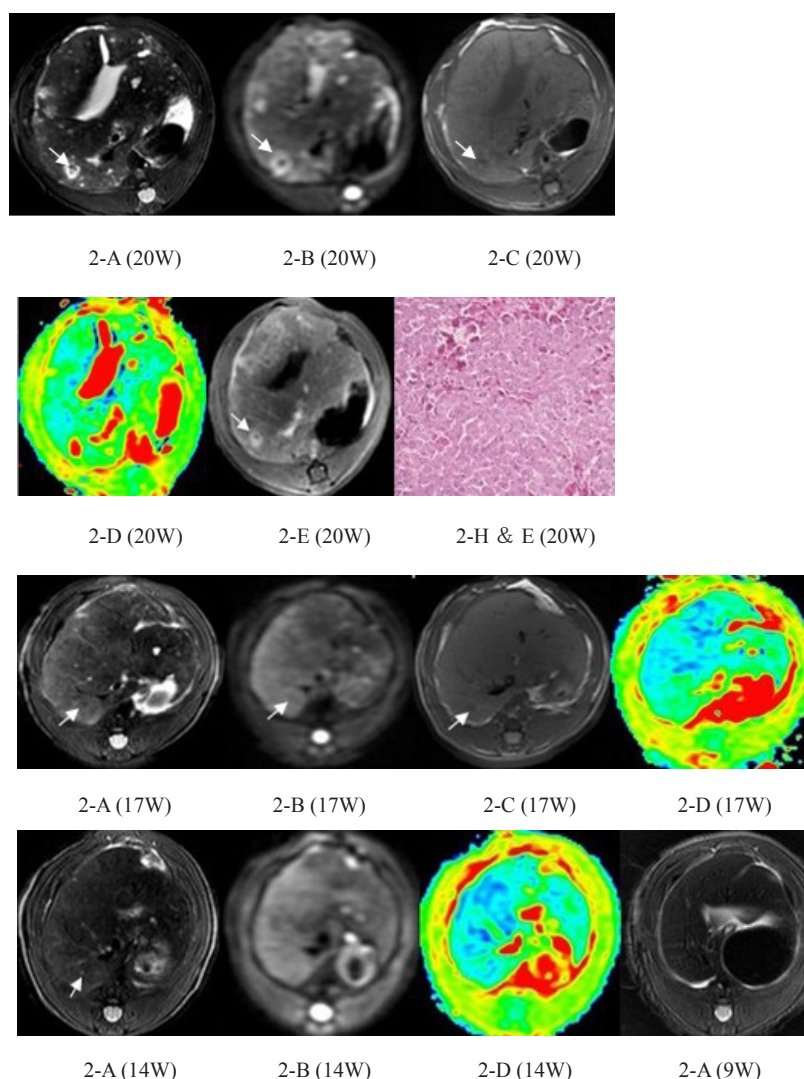 2-A (20W) 2-B (20W) 2-C (20W)
2-D (20W) 2-E (20W) 2-H & E (20W)
2-A (17W) 2-B (17W) 2-C (17W) 2-D (17W)
2-A (14W) 2-B (14W) 2-D (14W) 2-A (9W)